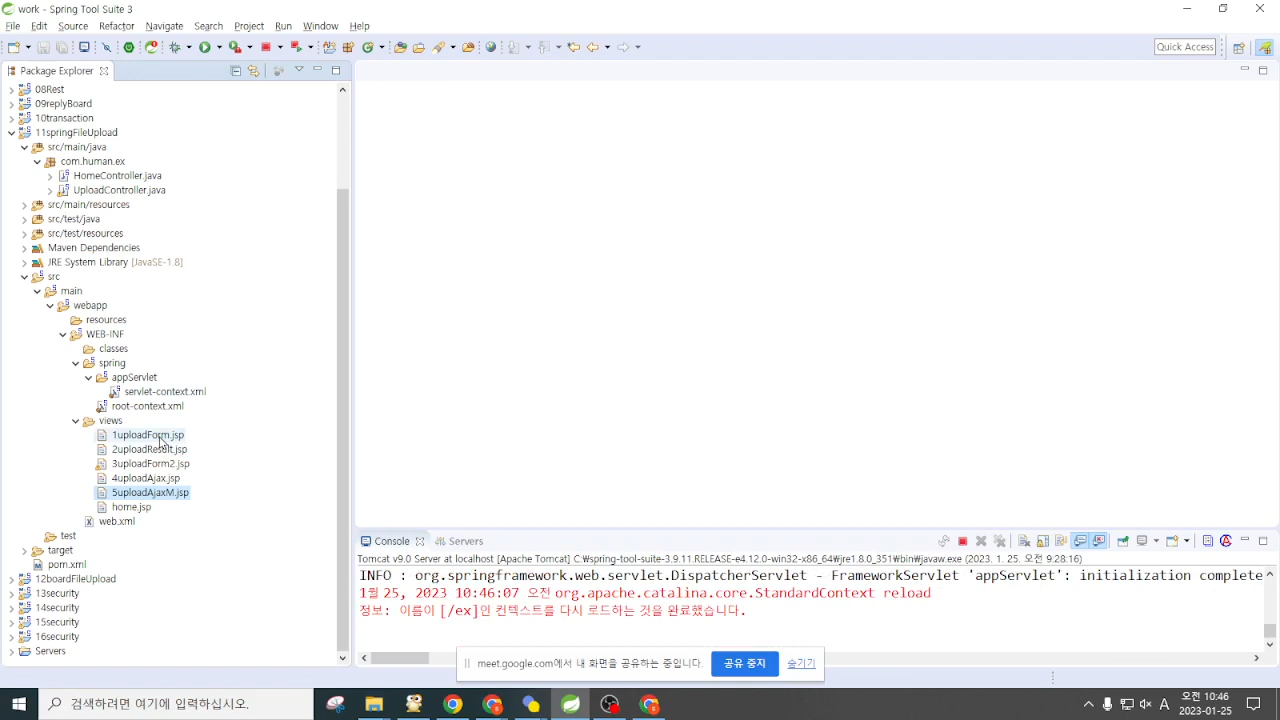 work - Spring Tool Suite 3
File Edit Source Refactor Navigate Search Project Run Window Help
Quick Access
Package Explorer
08Rest
09replyBoard
10transaction
11springFileUpload
src/main/java
com.human.ex
HomeController.java
UploadController.java
src/main/resources
src/test/java
src/test/resources
Maven Dependencies
JRE System Library [JavaSE-1.8]
src
main
webapp
resources
WEB-INF
classes
spring
appServlet
servlet-context.xml
root-context.xml
views
1uploadForm.jsp
2uploadResult.jsp
3uploadForm2.jsp
4uploadAjax.jsp
5uploadAjaxM.jsp
home.jsp
web.xml
test
target
pom.xml
12boardFileUpload
13security
14security
15security
16security
Servers
Console Servers
Tomcat v9.0 Server at localhost [Apache Tomcat] C:\spring-tool-suite-3.9.11.RELEASE-e4.12.0-win32-x86_64\jre1.8.0_351\bin\javaw.exe (2023. 1. 25. 오전 9:28:16)
INFO : org.springframework.web.servlet.DispatcherServlet - FrameworkServlet 'appServlet': initialization complete
1월 25, 2023 10:46:07 오전 org.apache.catalina.core.StandardContext reload
정보: 이름이 [/ex]인 컨텍스트를 다시 로드하는 것을 완료했습니다.
meet.google.com에서 내 화면을 공유하는 중입니다. 공유 중지 숨기기
검색하려면 여기에 입력하십시오.
A
오전 10:46
2023-01-25